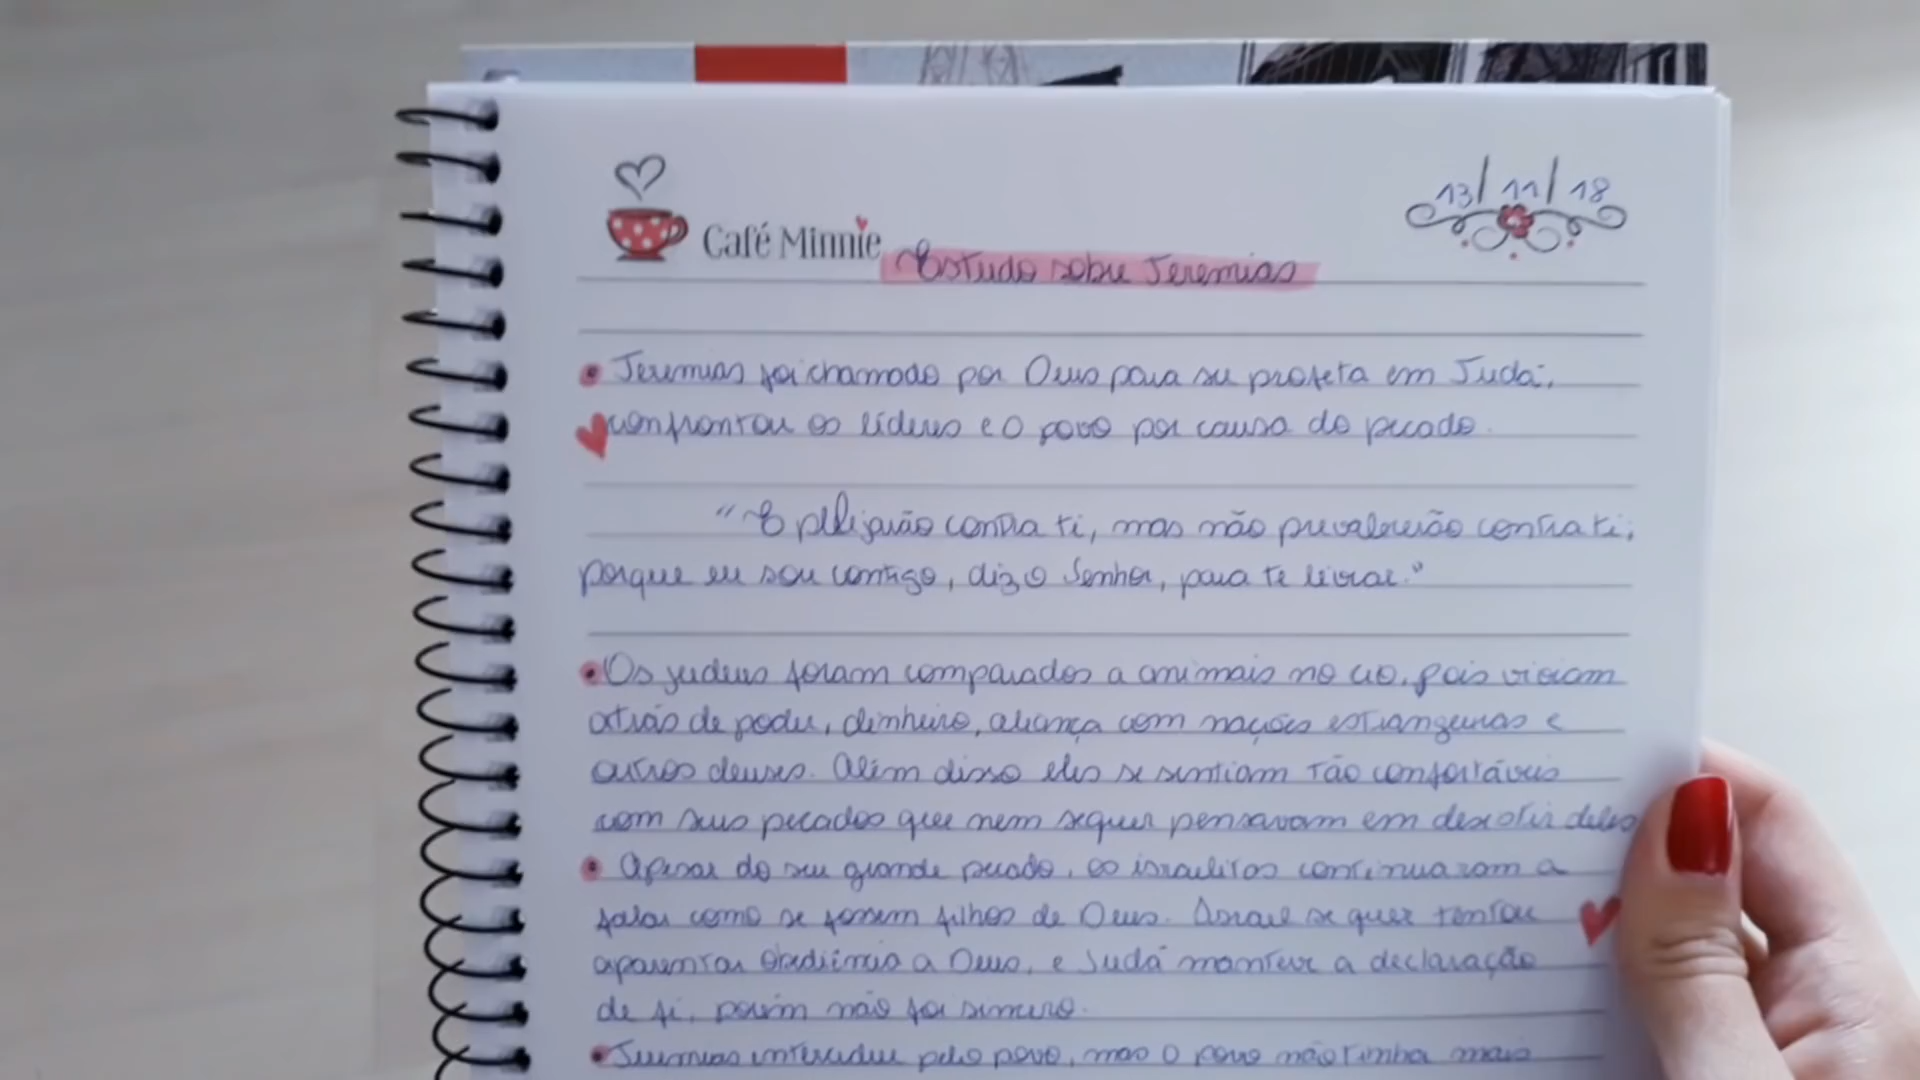 13/11/18
Café Minnie
Estudo sobre Jeremias
• Jeremias foi chamado por Deus para ser profeta em Judá;
confrontou os líderes e o povo por causa do pecado.
"E pelejarão contra ti, mas não prevalecerão contra ti;
porque eu sou contigo, diz o Senhor, para te livrar."
• Os judeus foram comparados a animais no cio, pois viviam
atrás de poder, dinheiro, aliança com nações estrangeiras e
outros deuses. Além disso eles se sentiam tão confortáveis
com seus pecados que nem sequer pensavam em desistir deles
• Apesar do seu grande pecado, os israelitas continuaram a
falar como se fossem filhos de Deus. Israel se quer tentou
aparentar obediência a Deus, e Judá manteve a declaração
de fé, porém não foi sincero.
• Jeremias intercedeu pelo povo, mas o povo não tinha mais